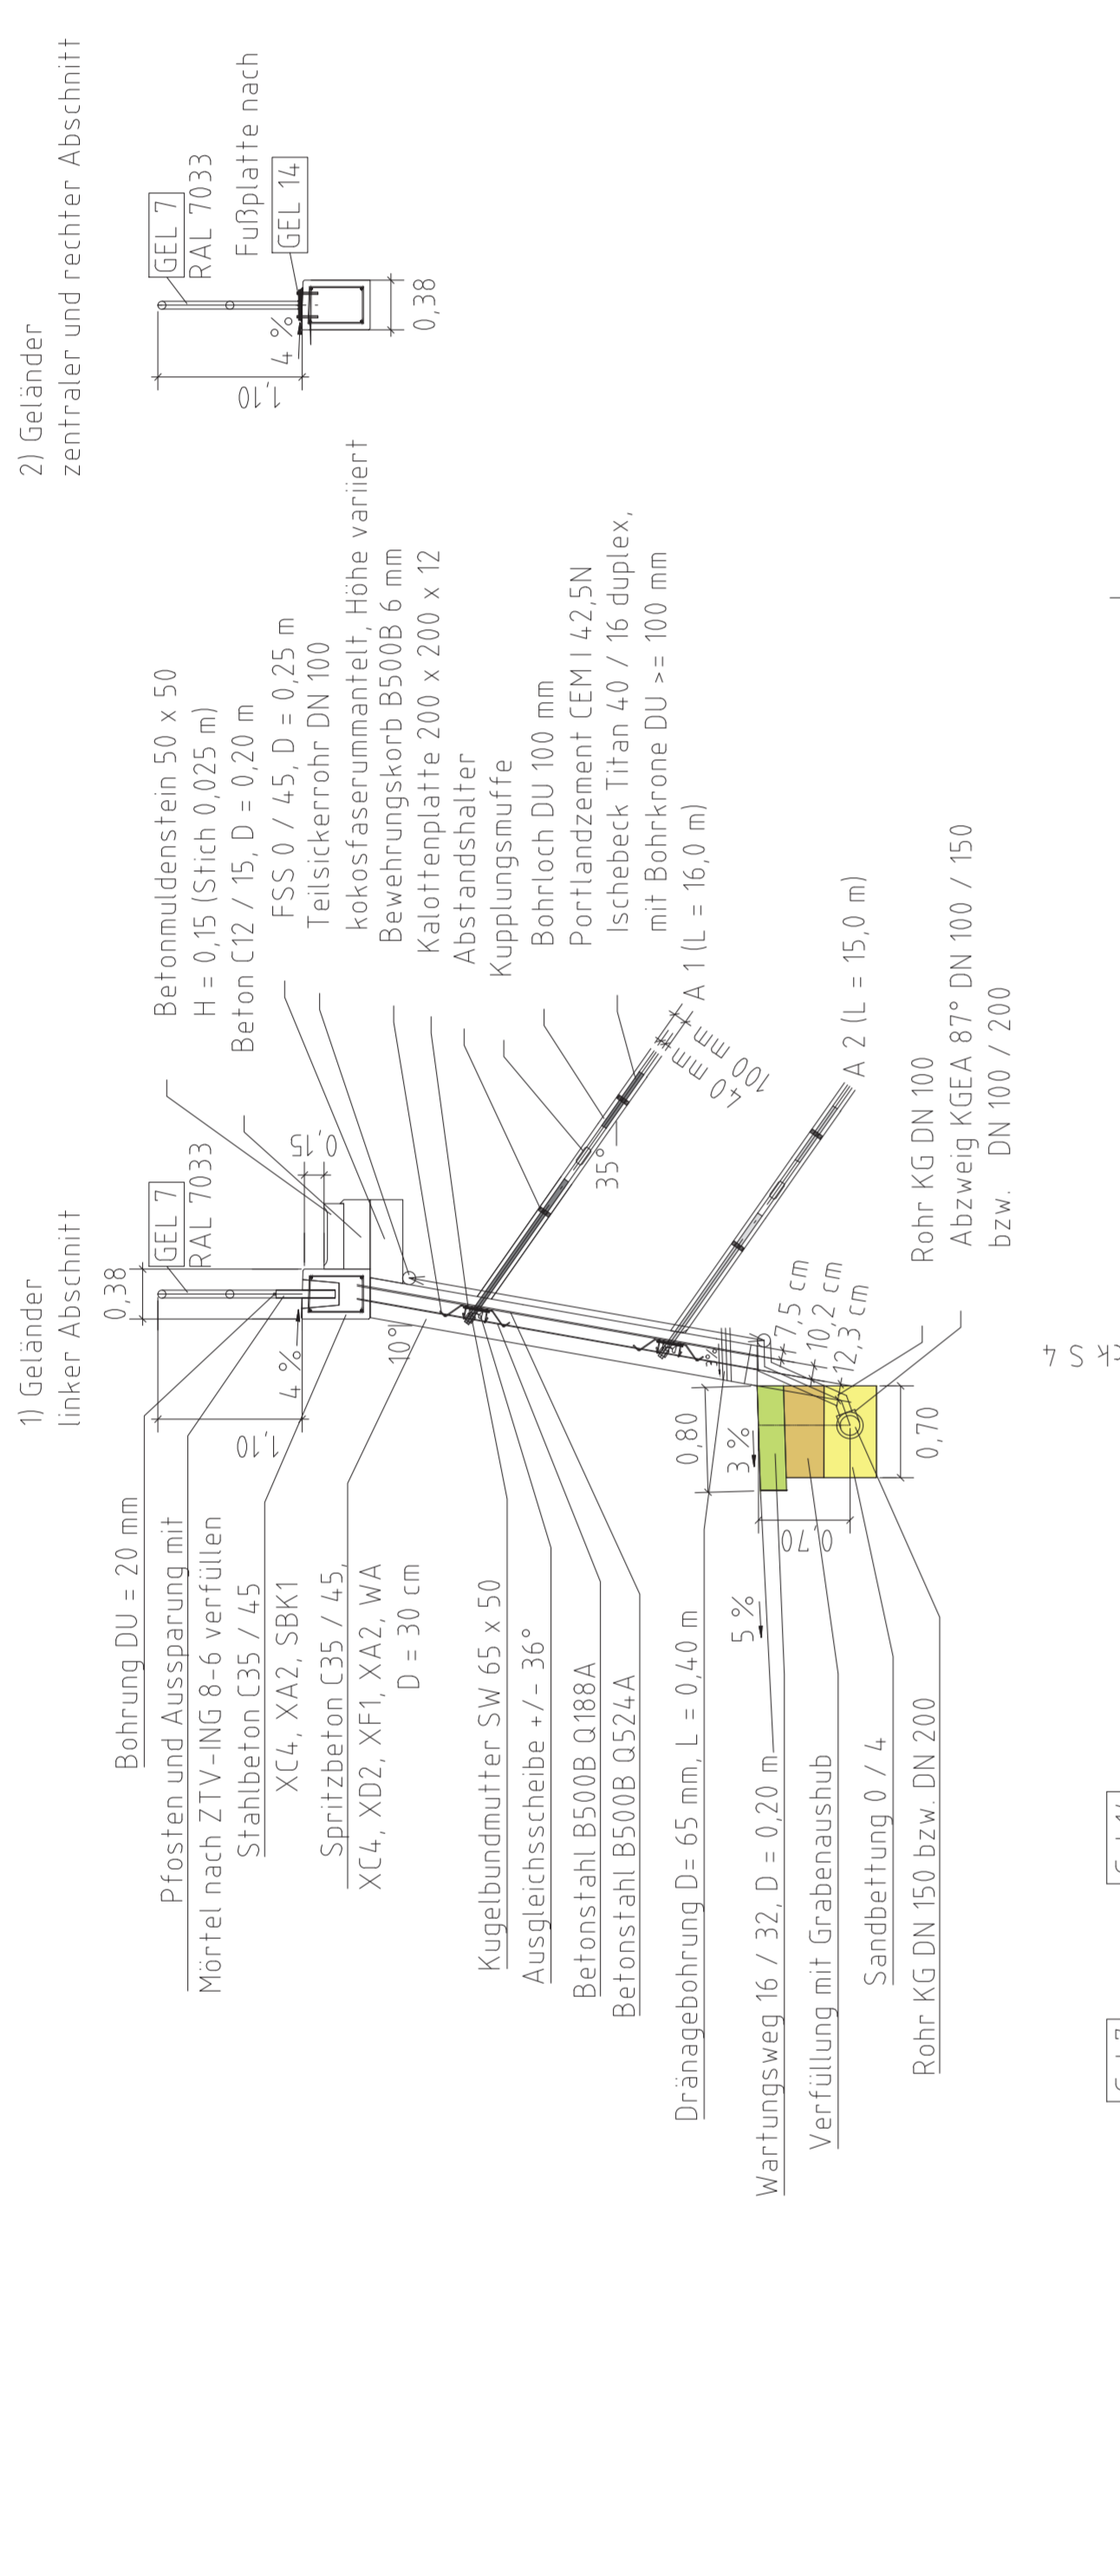 1) Geländer
linker Abschnitt
2) Geländer
zentraler und rechter Abschnitt
0,38
GEL 7
RAL 7033
1,10
4 %
0,15
10°
Bohrung DU = 20 mm
Pfosten und Aussparung mit
Mörtel nach ZTV-ING 8-6 verfüllen
Stahlbeton C35 / 45
XC4, XA2, SBK1
Spritzbeton C35 / 45,
XC4, XD2, XF1, XA2, WA
D = 30 cm
Kugelbundmutter SW 65 x 50
Ausgleichsscheibe +/- 36°
Betonstahl B500B Q188A
Betonstahl B500B Q524A
Dränagebohrung D= 65 mm, L = 0,40 m
Wartungsweg 16 / 32, D = 0,20 m
Verfüllung mit Grabenaushub
Sandbettung 0 / 4
Rohr KG DN 150 bzw. DN 200
Betonmuldenstein 50 x 50
H = 0,15 (Stich 0,025 m)
Beton C12 / 15, D = 0,20 m
FSS 0 / 45, D = 0,25 m
Teilsickerrohr DN 100
kokosfaserummantelt, Höhe variiert
Bewehrungskorb B500B 6 mm
Kalottenplatte 200 x 200 x 12
Abstandshalter
Kupplungsmuffe
Bohrloch DU 100 mm
Portlandzement CEM I 42,5N
Ischebeck Titan 40 / 16 duplex,
mit Bohrkrone DU >= 100 mm
A 1 (L = 16,0 m)
40 mm
100 mm
35°
A 2 (L = 15,0 m)
Rohr KG DN 100
Abzweig KGEA 87° DN 100 / 150
bzw. DN 100 / 200
7,5 cm
10,2 cm
12,3 cm
3%
0,80
3 %
5 %
0,70
0,70
GEL 7
RAL 7033
Fußplatte nach
GEL 14
4 %
1,10
0,38
S 4